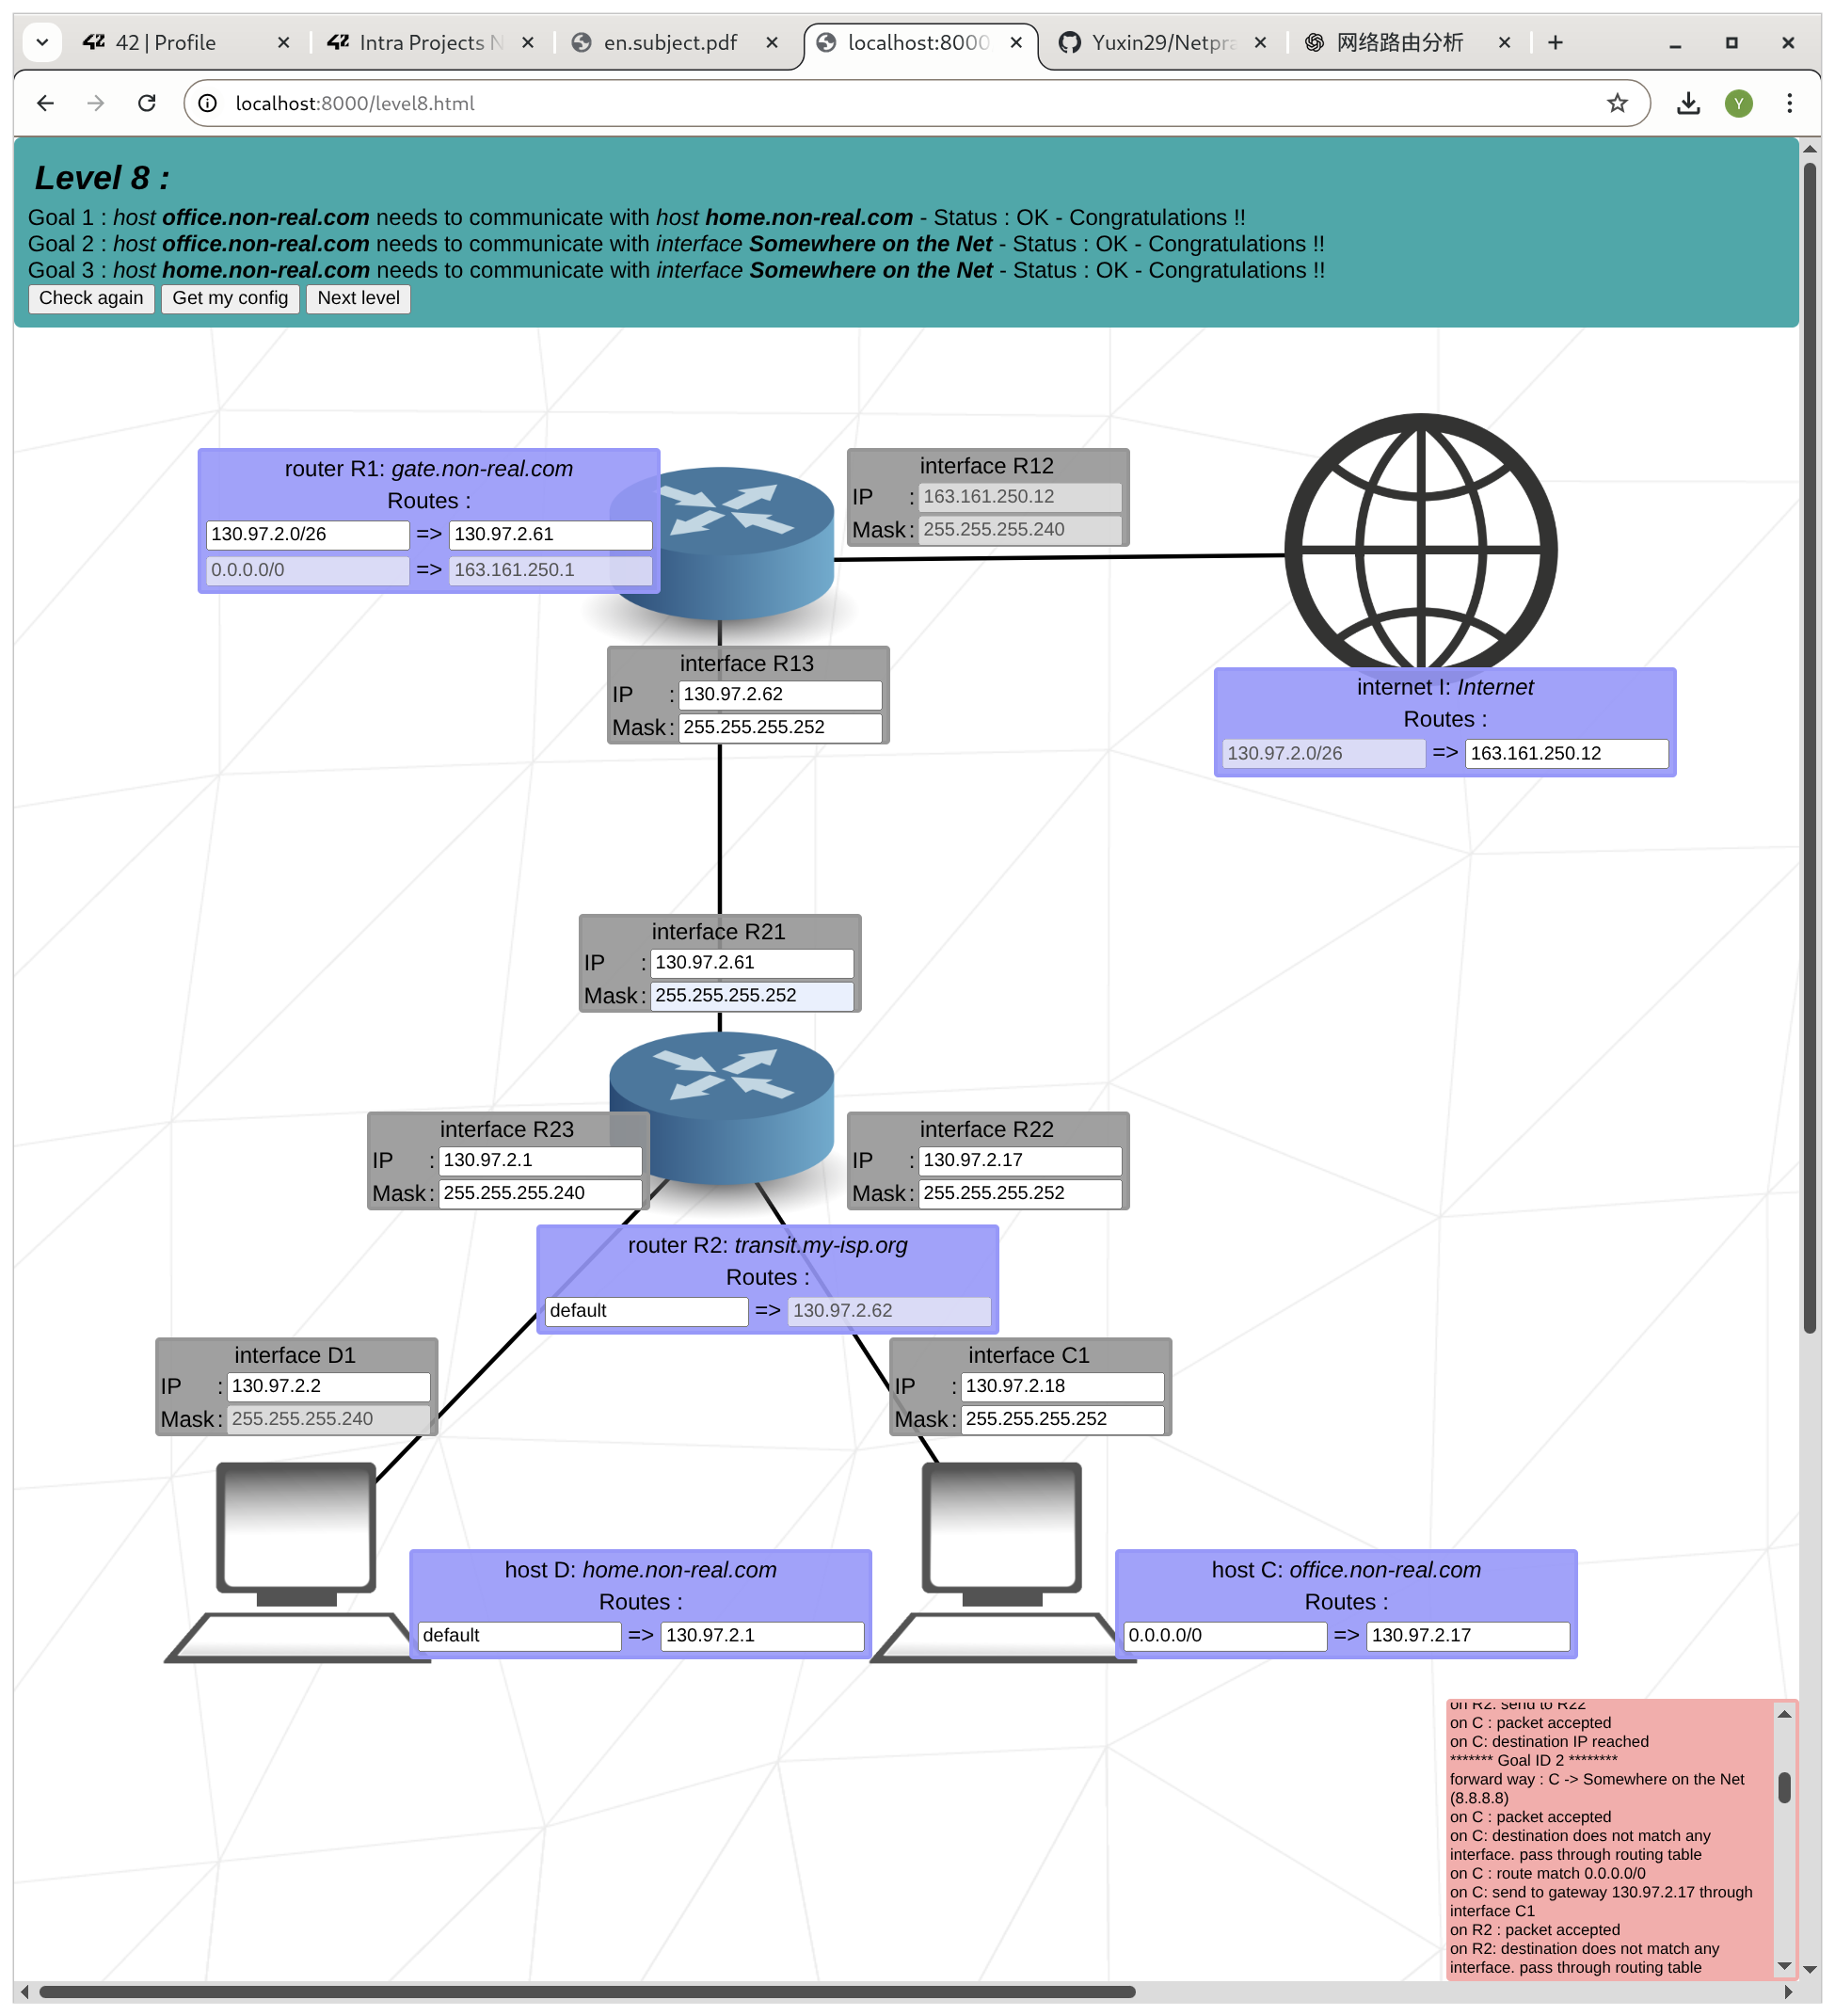 42 | Profile
Intra Projects N
en.subject.pdf
localhost:8000
Yuxin29/Netpra
网络路由分析
localhost:8000/level8.html
Y
Level 8 :
Goal 1 : host office.non-real.com needs to communicate with host home.non-real.com - Status : OK - Congratulations !!
Goal 2 : host office.non-real.com needs to communicate with interface Somewhere on the Net - Status : OK - Congratulations !!
Goal 3 : host home.non-real.com needs to communicate with interface Somewhere on the Net - Status : OK - Congratulations !!
Check again Get my config Next level
router R1: gate.non-real.com
Routes :
130.97.2.0/26 => 130.97.2.61
0.0.0.0/0 => 163.161.250.1
interface R12
IP : 163.161.250.12
Mask : 255.255.255.240
interface R13
IP : 130.97.2.62
Mask : 255.255.255.252
internet I: Internet
Routes :
130.97.2.0/26 => 163.161.250.12
interface R21
IP : 130.97.2.61
Mask : 255.255.255.252
interface R23
IP : 130.97.2.1
Mask : 255.255.255.240
interface R22
IP : 130.97.2.17
Mask : 255.255.255.252
router R2: transit.my-isp.org
Routes :
default => 130.97.2.62
interface D1
IP : 130.97.2.2
Mask : 255.255.255.240
interface C1
IP : 130.97.2.18
Mask : 255.255.255.252
host D: home.non-real.com
Routes :
default => 130.97.2.1
host C: office.non-real.com
Routes :
0.0.0.0/0 => 130.97.2.17
on R2: send to R22
on C : packet accepted
on C: destination IP reached
******* Goal ID 2 ********
forward way : C -> Somewhere on the Net
(8.8.8.8)
on C : packet accepted
on C: destination does not match any
interface. pass through routing table
on C : route match 0.0.0.0/0
on C: send to gateway 130.97.2.17 through
interface C1
on R2 : packet accepted
on R2: destination does not match any
interface. pass through routing table